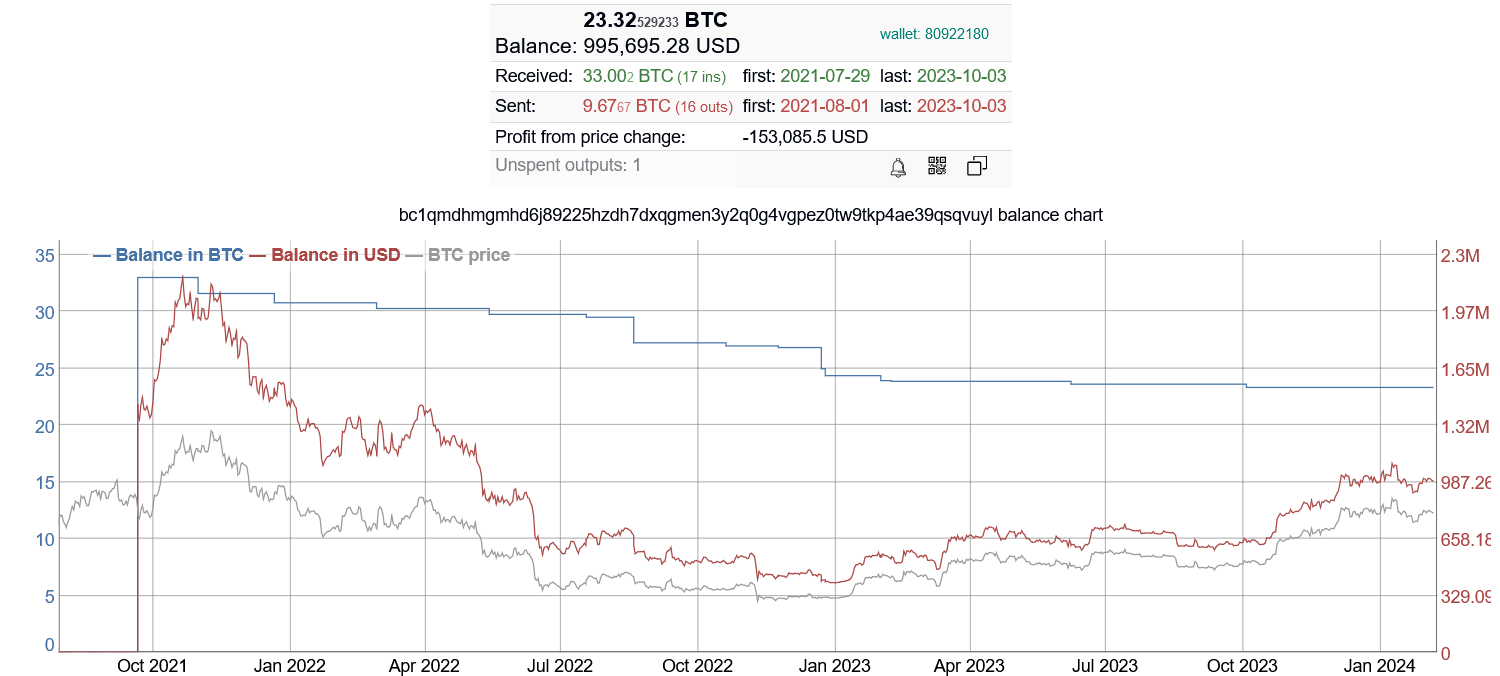 23.32529233 BTC
Balance: 995,695.28 USD
wallet: 80922180
Received: 33.002 BTC (17 ins) first: 2021-07-29 last: 2023-10-03
Sent: 9.6767 BTC (16 outs) first: 2021-08-01 last: 2023-10-03
Profit from price change: -153,085.5 USD
Unspent outputs: 1
bc1qmdhmgmhd6j89225hzdh7dxqgmen3y2q0g4vgpez0tw9tkp4ae39qsqvuyl balance chart
Balance in BTC Balance in USD BTC price
35 2.3M
30 1.97M
25 1.65M
20 1.32M
15 987.26
10 658.18
5 329.09
0 0
Oct 2021 Jan 2022 Apr 2022 Jul 2022 Oct 2022 Jan 2023 Apr 2023 Jul 2023 Oct 2023 Jan 2024